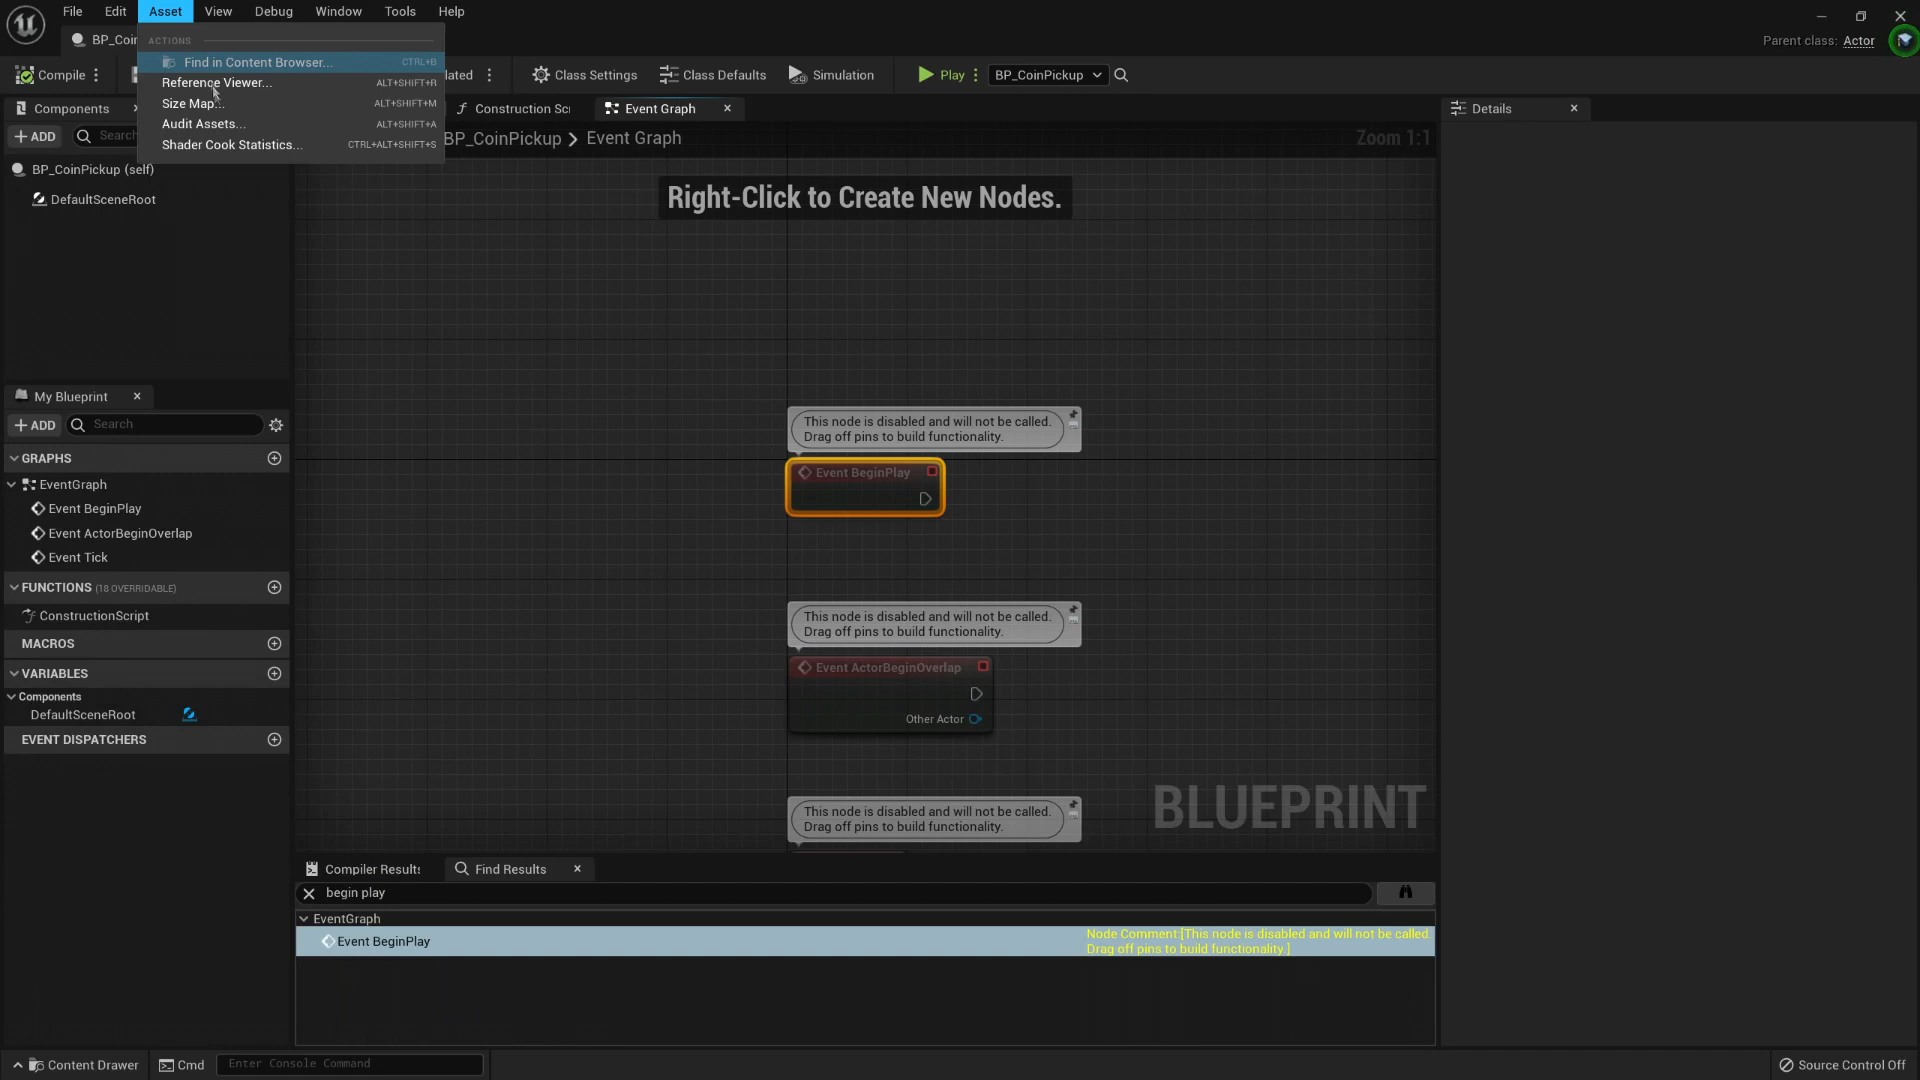 File Edit Asset View Debug Window Tools Help
BP_Coin
Parent class: Actor
ACTIONS
Find in Content Browser... CTRL+B
Reference Viewer... ALT+SHIFT+R
Size Map... ALT+SHIFT+M
Audit Assets... ALT+SHIFT+A
Shader Cook Statistics... CTRL+ALT+SHIFT+S
Compile
lated
Class Settings
Class Defaults
Simulation
Play
BP_CoinPickup
Components
Construction Scr
Event Graph
Details
ADD
Search
BP_CoinPickup > Event Graph
Zoom 1:1
BP_CoinPickup (self)
DefaultSceneRoot
Right-Click to Create New Nodes.
My Blueprint
ADD
Search
GRAPHS
EventGraph
Event BeginPlay
Event ActorBeginOverlap
Event Tick
FUNCTIONS (18 OVERRIDABLE)
ConstructionScript
MACROS
VARIABLES
Components
DefaultSceneRoot
EVENT DISPATCHERS
This node is disabled and will not be called.
Drag off pins to build functionality.
Event BeginPlay
This node is disabled and will not be called.
Drag off pins to build functionality.
Event ActorBeginOverlap
Other Actor
This node is disabled and will not be called.
Drag off pins to build functionality.
BLUEPRINT
Compiler Results
Find Results
begin play
EventGraph
Event BeginPlay
Node Comment:[This node is disabled and will not be called.
Drag off pins to build functionality.]
Content Drawer
Cmd
Enter Console Command
Source Control Off